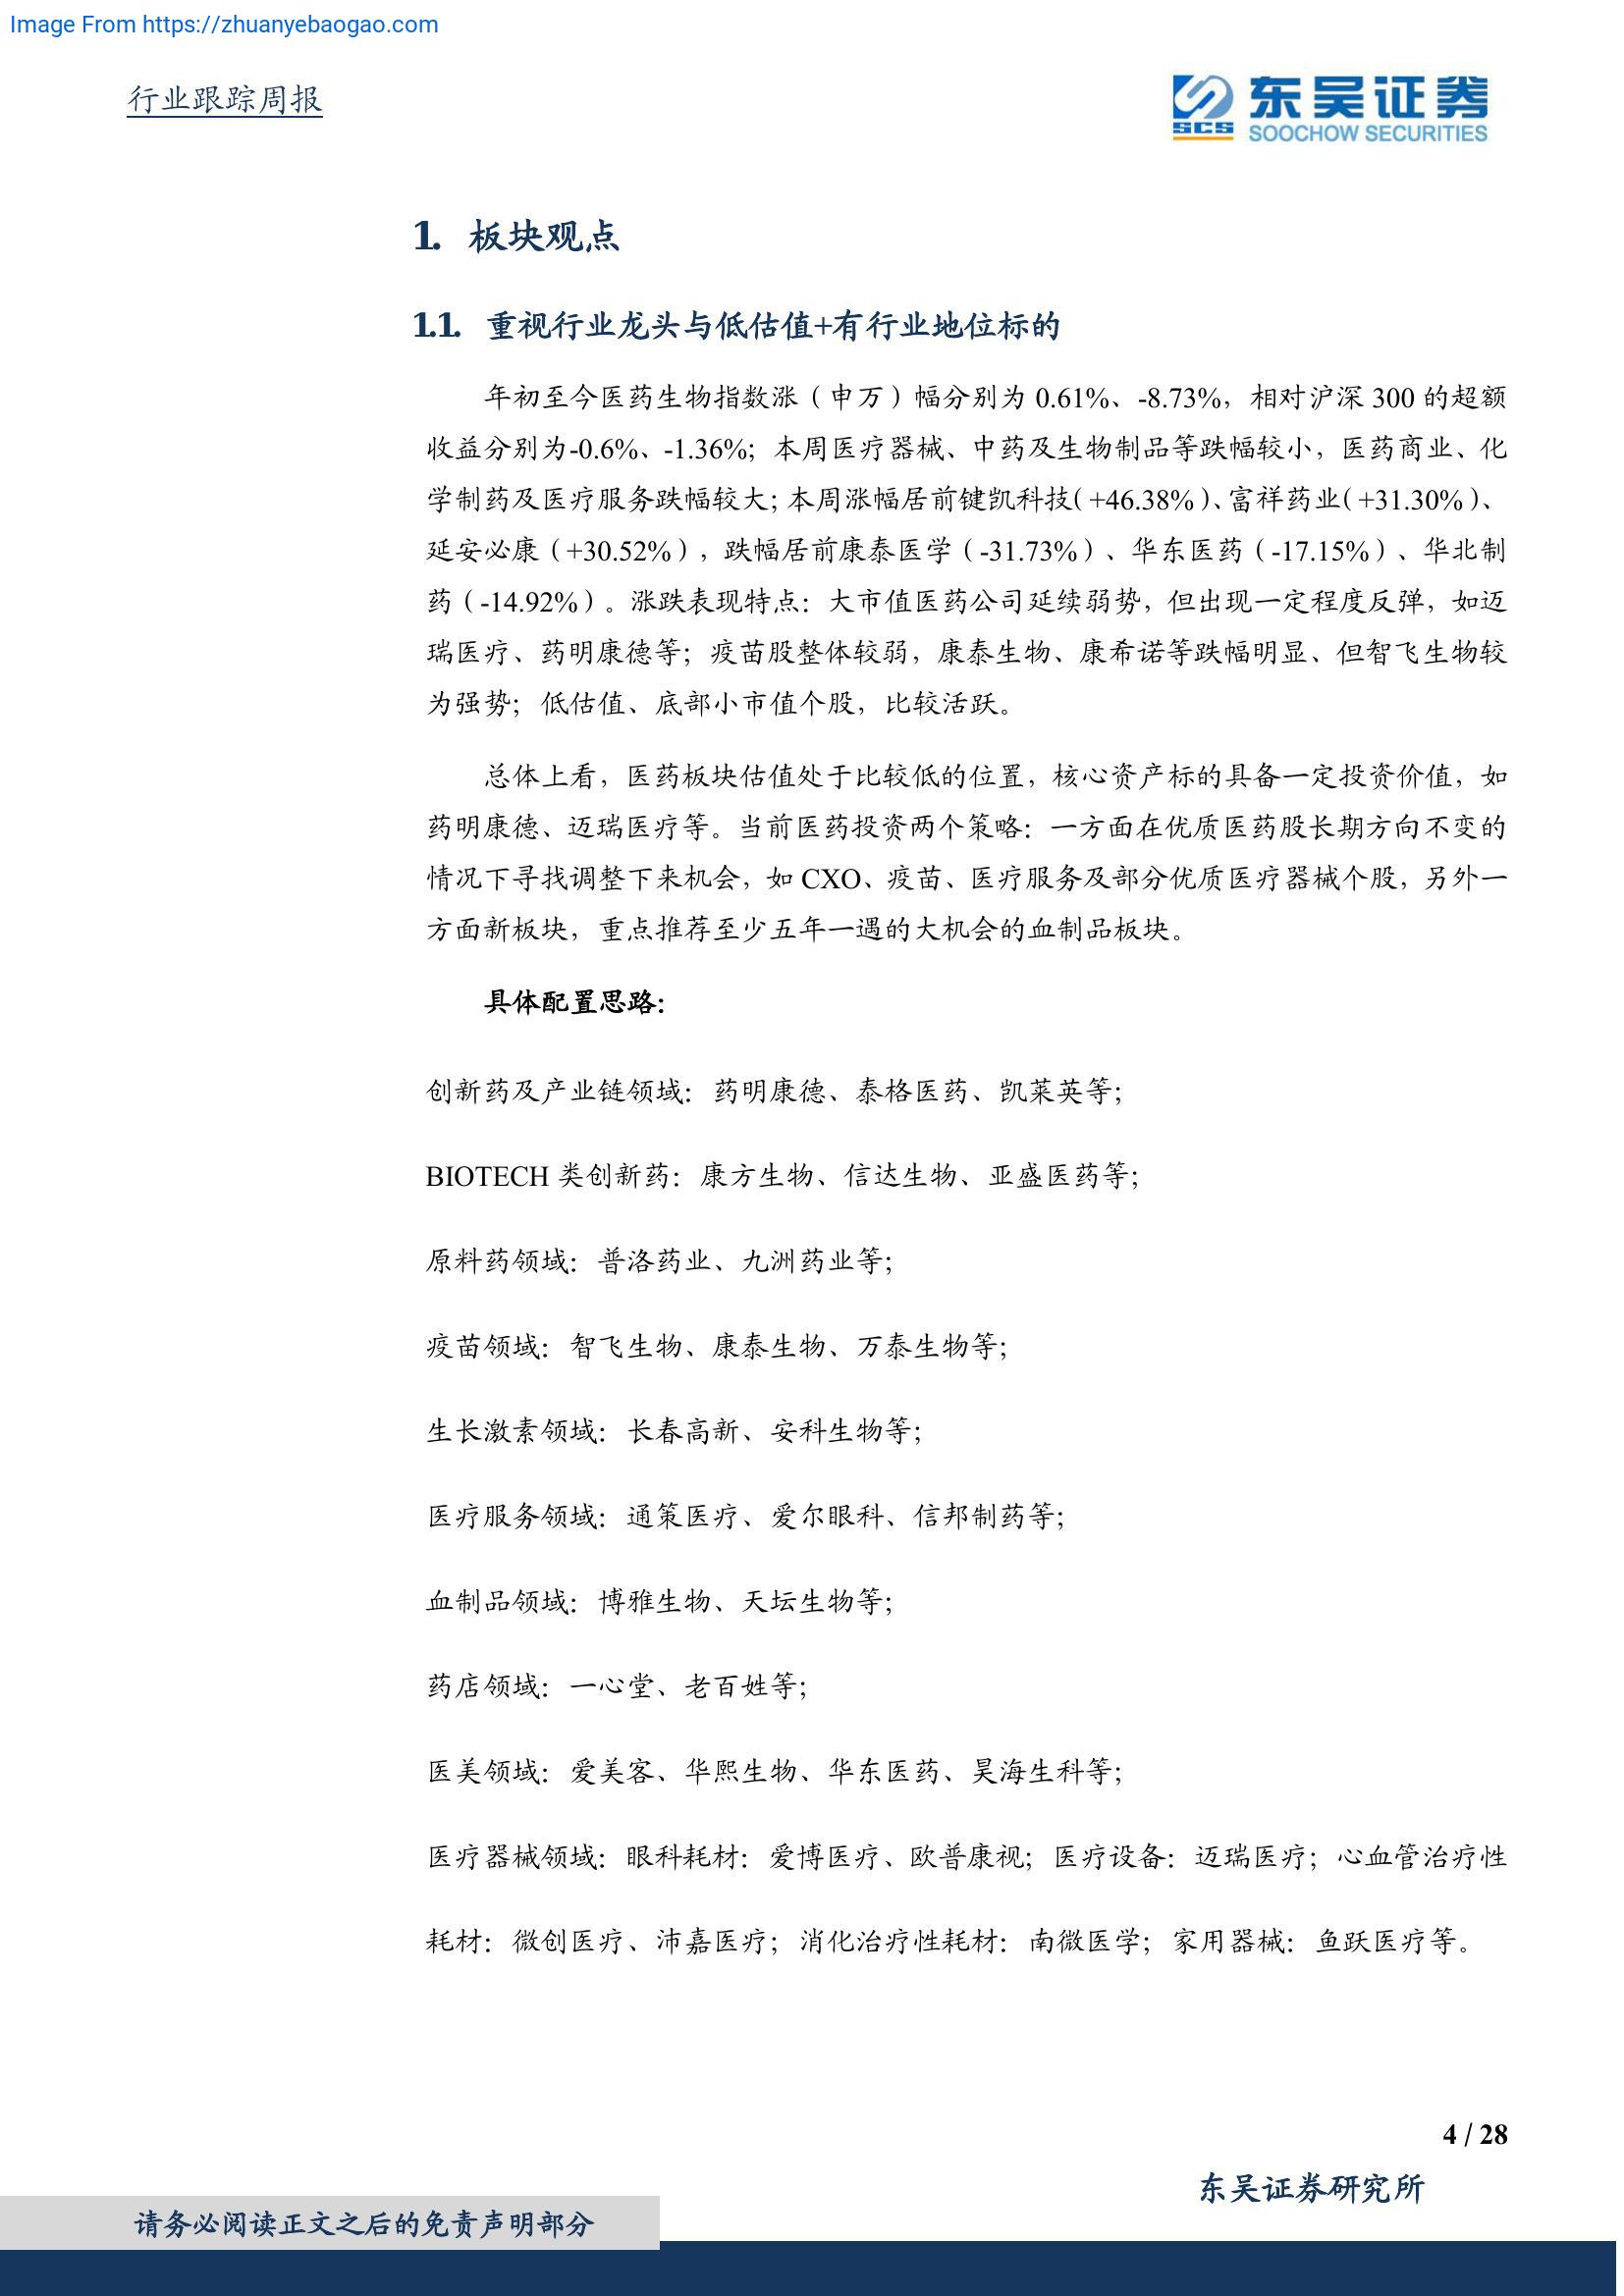 Image From https://zhuanyebaogao.com
行业跟踪周报
SCS
东吴证券
SOOCHOW SECURITIES
1. 板块观点
1.1. 重视行业龙头与低估值+有行业地位标的
年初至今医药生物指数涨（申万）幅分别为 0.61%、-8.73%，相对沪深 300 的超额
收益分别为-0.6%、-1.36%；本周医疗器械、中药及生物制品等跌幅较小，医药商业、化
学制药及医疗服务跌幅较大；本周涨幅居前键凯科技（+46.38%）、富祥药业（+31.30%）、
延安必康（+30.52%），跌幅居前康泰医学（-31.73%）、华东医药（-17.15%）、华北制
药（-14.92%）。涨跌表现特点：大市值医药公司延续弱势，但出现一定程度反弹，如迈
瑞医疗、药明康德等；疫苗股整体较弱，康泰生物、康希诺等跌幅明显、但智飞生物较
为强势；低估值、底部小市值个股，比较活跃。
总体上看，医药板块估值处于比较低的位置，核心资产标的具备一定投资价值，如
药明康德、迈瑞医疗等。当前医药投资两个策略：一方面在优质医药股长期方向不变的
情况下寻找调整下来机会，如 CXO、疫苗、医疗服务及部分优质医疗器械个股，另外一
方面新板块，重点推荐至少五年一遇的大机会的血制品板块。
具体配置思路：
创新药及产业链领域：药明康德、泰格医药、凯莱英等；
BIOTECH 类创新药：康方生物、信达生物、亚盛医药等；
原料药领域：普洛药业、九洲药业等；
疫苗领域：智飞生物、康泰生物、万泰生物等；
生长激素领域：长春高新、安科生物等；
医疗服务领域：通策医疗、爱尔眼科、信邦制药等；
血制品领域：博雅生物、天坛生物等；
药店领域：一心堂、老百姓等；
医美领域：爱美客、华熙生物、华东医药、昊海生科等；
医疗器械领域：眼科耗材：爱博医疗、欧普康视；医疗设备：迈瑞医疗；心血管治疗性
耗材：微创医疗、沛嘉医疗；消化治疗性耗材：南微医学；家用器械：鱼跃医疗等。
4 / 28
东吴证券研究所
请务必阅读正文之后的免责声明部分